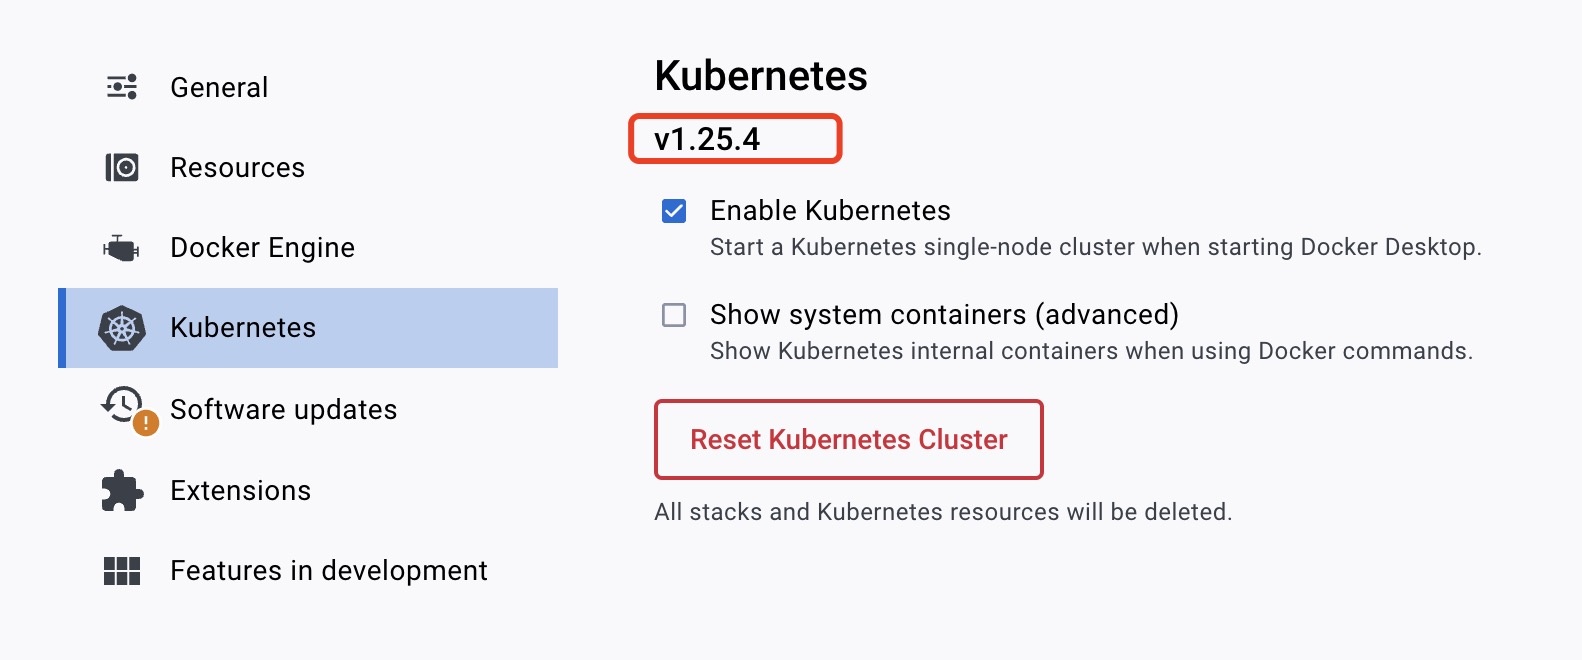 General
Resources
Docker Engine
Kubernetes
Software updates
Extensions
Features in development
Kubernetes
v1.25.4
Enable Kubernetes
Start a Kubernetes single-node cluster when starting Docker Desktop.
Show system containers (advanced)
Show Kubernetes internal containers when using Docker commands.
Reset Kubernetes Cluster
All stacks and Kubernetes resources will be deleted.